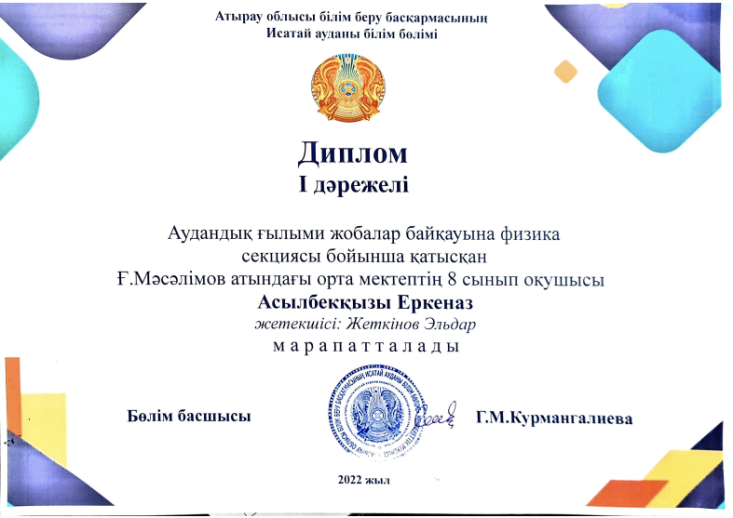 Атырау облысы білім беру басқармасының
Исатай ауданы білім бөлімі
Диплом
І дәрежелі
Аудандық ғылыми жобалар байқауына физика
секциясы бойынша қатысқан
Ғ.Мәсәлімов атындағы орта мектептің 8 сынып оқушысы
Асылбекқызы Еркеназ
жетекшісі: Жеткінов Эльдар
марапатталады
Бөлім басшысы
Г.М.Курмангалиева
2022 жыл